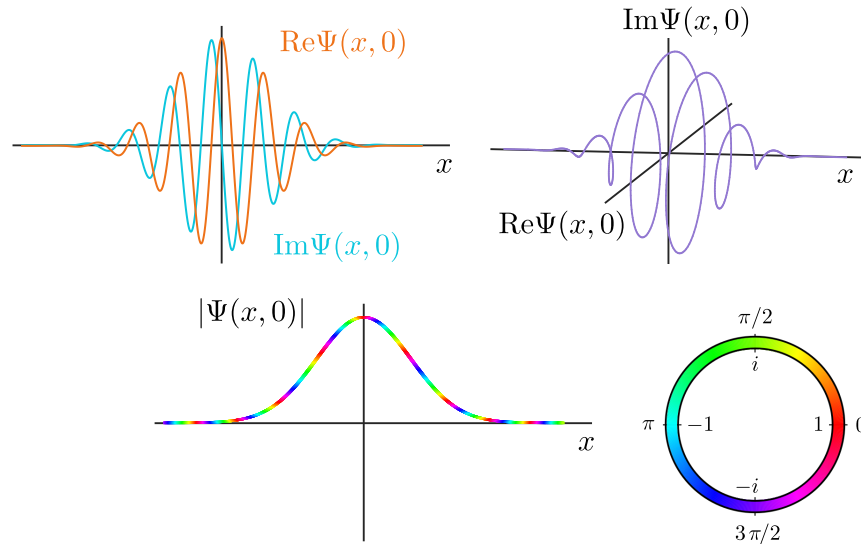 ReΨ(x, 0)
ImΨ(x, 0)
x
ImΨ(x, 0)
ReΨ(x, 0)
x
|Ψ(x, 0)|
x
π/2
i
π −1 1 0
−i
3π/2